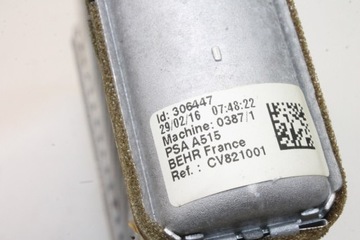 Id: 306447
29/02/16 07:48:22
Machine: 0387/1
PSA A515
BEHR France
Ref. : CV821001